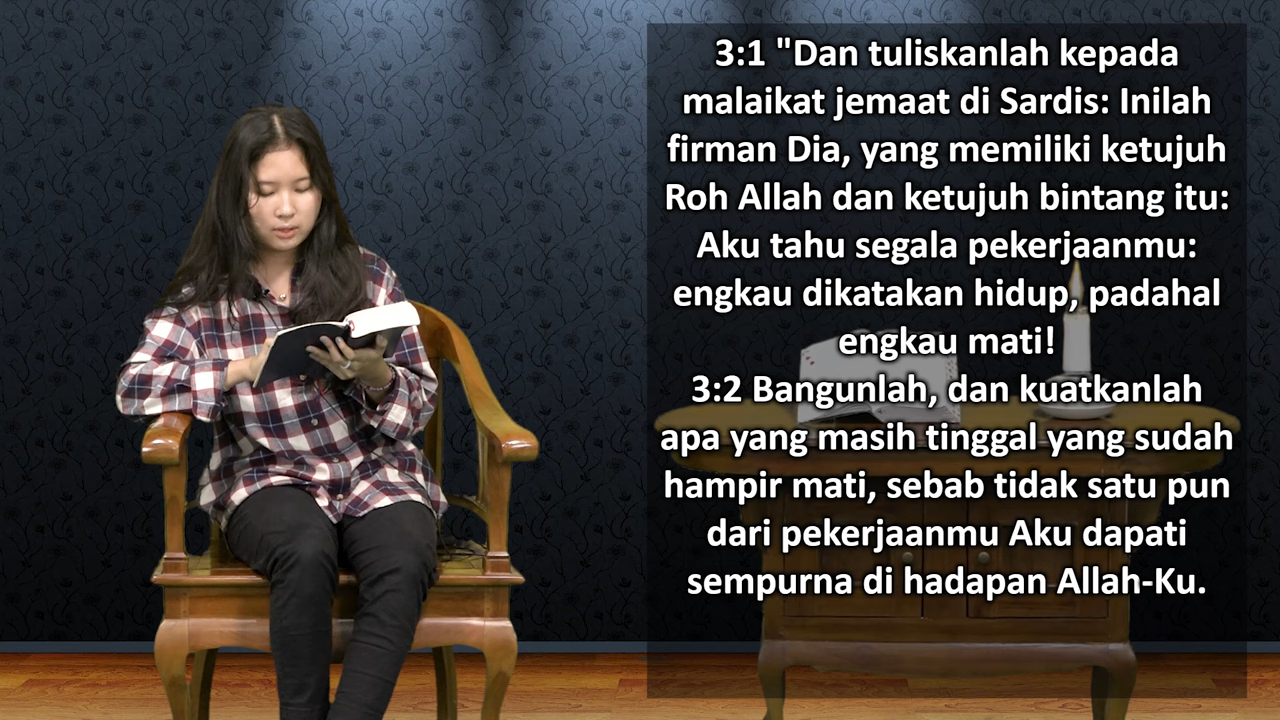 3:1 "Dan tuliskanlah kepada
malaikat jemaat di Sardis: Inilah
firman Dia, yang memiliki ketujuh
Roh Allah dan ketujuh bintang itu:
Aku tahu segala pekerjaanmu:
engkau dikatakan hidup, padahal
engkau mati!
3:2 Bangunlah, dan kuatkanlah
apa yang masih tinggal yang sudah
hampir mati, sebab tidak satu pun
dari pekerjaanmu Aku dapati
sempurna di hadapan Allah-Ku.